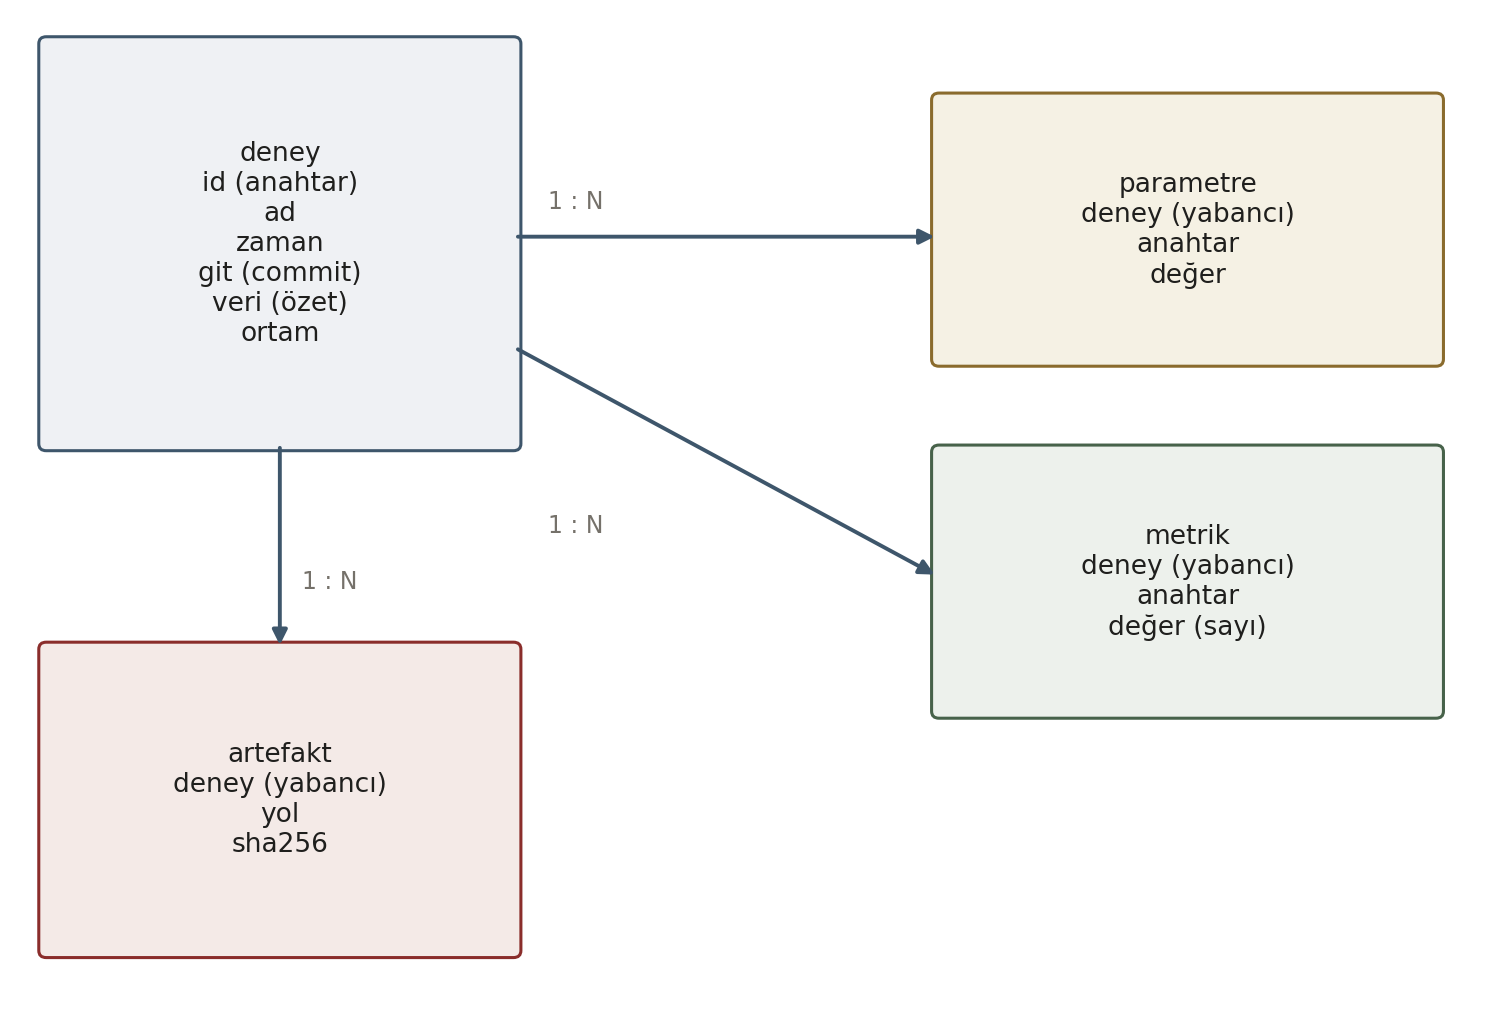 deney
id (anahtar)
ad
zaman
git (commit)
veri (özet)
ortam
1 : N
parametre
deney (yabancı)
anahtar
değer
1 : N
metrik
deney (yabancı)
anahtar
değer (sayı)
1 : N
artefakt
deney (yabancı)
yol
sha256